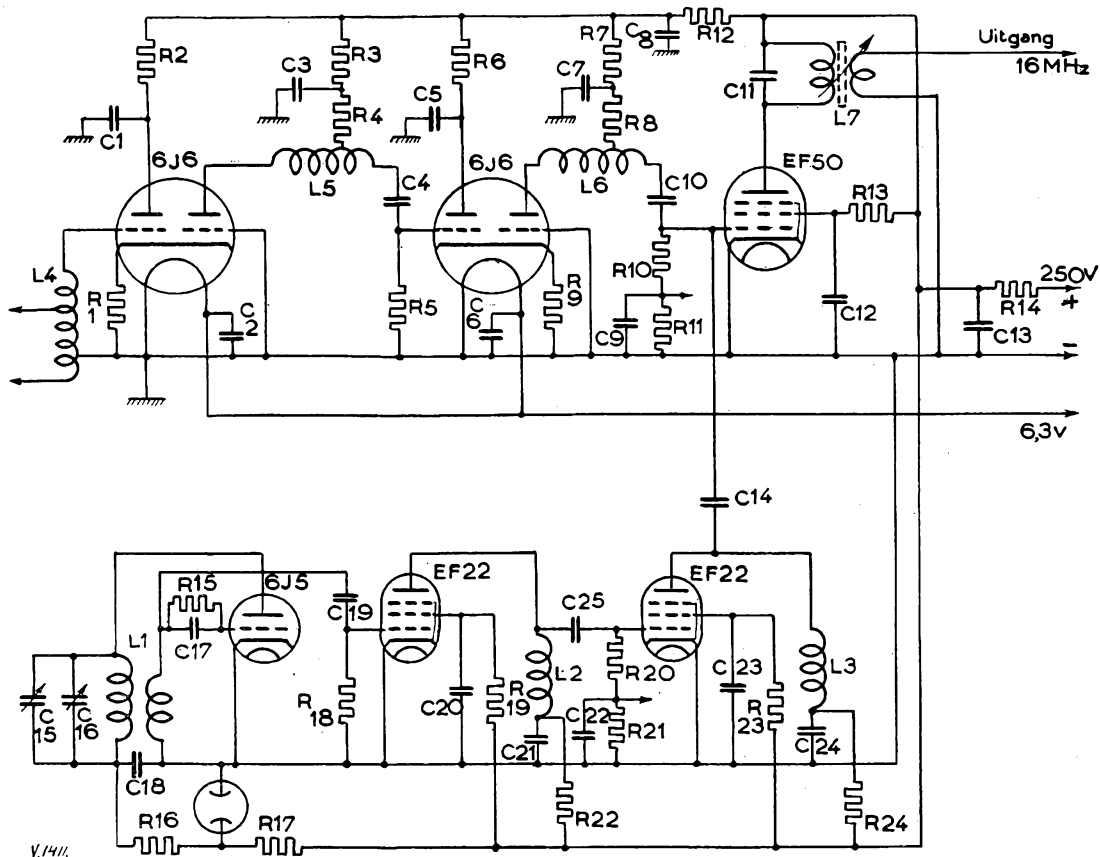 R2
R3
R6
R7
C8
R12
Uitgang
16 MHz
C3
C7
C11
L7
R4
C5
R8
C1
6J6
L5
6J6
L6
EF50
C4
C10
R13
L4
R1
C2
R5
C6
R9
R10
C9
R11
C12
250V
R14
+
C13
-
6,3V
C14
6J5
EF22
EF22
R15
C19
C25
C17
L1
L2
R20
L3
C15
C16
R18
C20
R19
C22
R21
C23
R23
C21
C24
C18
R16
R17
R22
R24
V.1411.